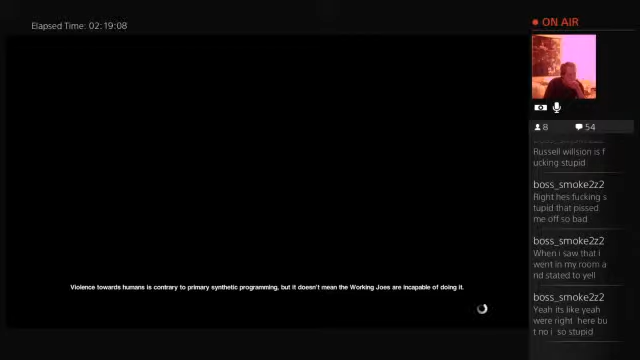 Elapsed Time: 02:19:08
ON AIR
8
54
Russell willsion is f
ucking stupid
boss_smoke2z2
Right hes fucking s
tupid that pissed
me off so bad
boss_smoke2z2
When i saw that i
went in my room a
nd stated to yell
boss_smoke2z2
Yeah its like yeah
were right here bu
t no i so stupid
Violence towards humans is contrary to primary synthetic programming, but it doesn't mean the Working Joes are incapable of doing it.